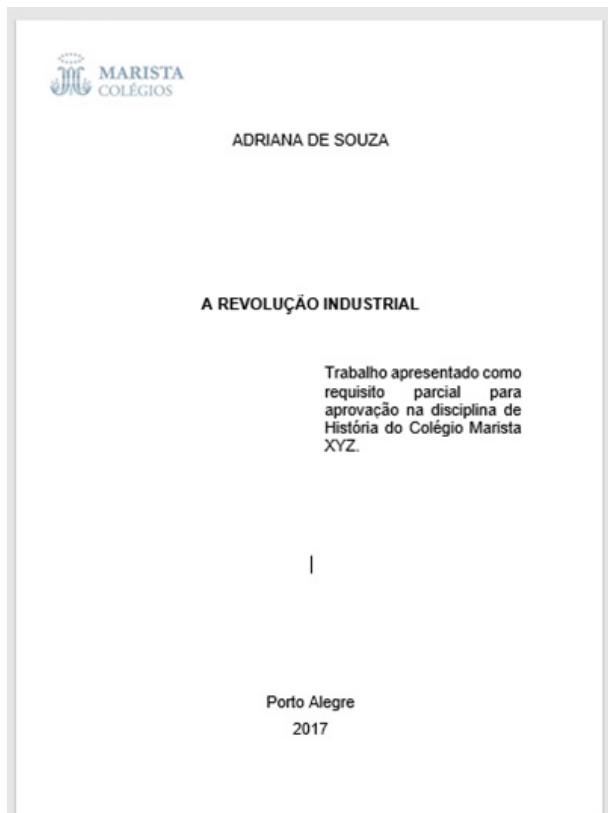 MARISTA
COLÉGIOS
ADRIANA DE SOUZA
A REVOLUÇÃO INDUSTRIAL
Trabalho apresentado como
requisito parcial para
aprovação na disciplina de
História do Colégio Marista
XYZ.
Porto Alegre
2017